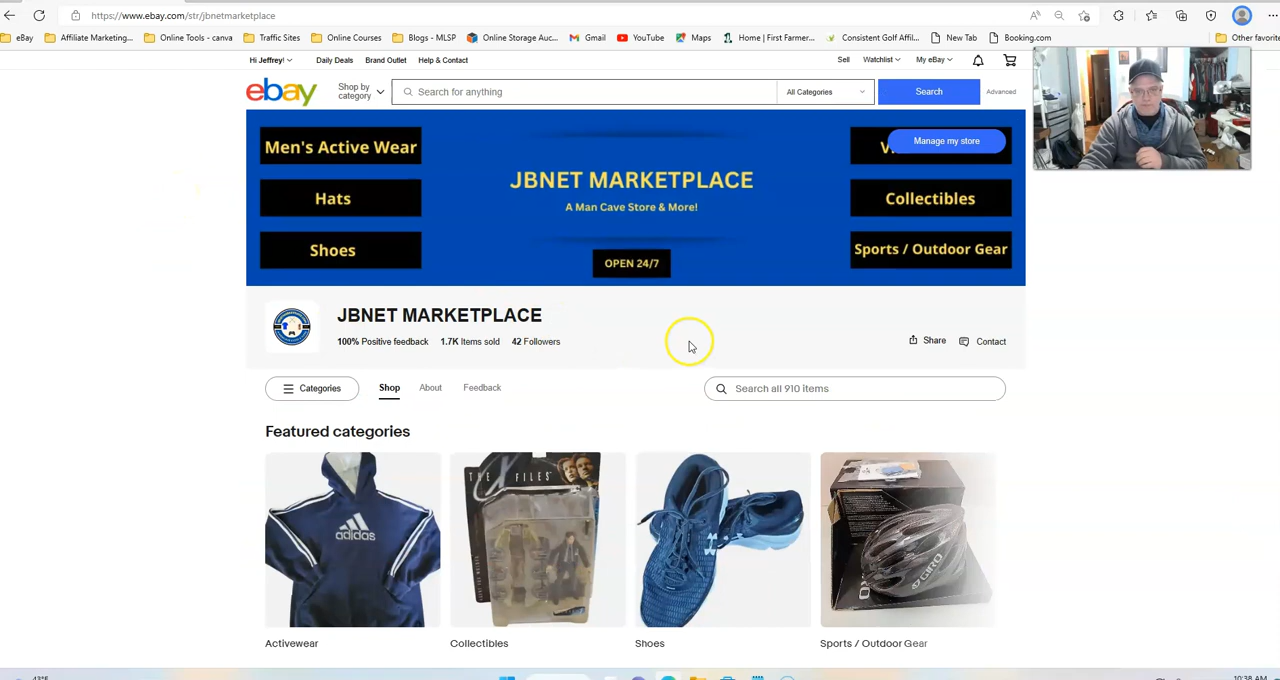 https://www.ebay.com/str/jbnetmarketplace
eBay
Affiliate Marketing...
Online Tools - canva
Traffic Sites
Online Courses
Blogs - MLSP
Online Storage Auc...
Gmail
YouTube
Maps
Home | First Farmer...
Consistent Golf Affil...
New Tab
Booking.com
Other favorite
Hi Jeffrey!
Daily Deals
Brand Outlet
Help & Contact
Sell
Watchlist
My eBay
ebay
Shop by
category
Search for anything
All Categories
Search
Advanced
Men's Active Wear
Hats
Shoes
JBNET MARKETPLACE
A Man Cave Store & More!
OPEN 24/7
Manage my store
Collectibles
Sports / Outdoor Gear
JBNET MARKETPLACE
100% Positive feedback
1.7K Items sold
42 Followers
Share
Contact
Categories
Shop
About
Feedback
Search all 910 items
Featured categories
adidas
FILES
GIRO
Activewear
Collectibles
Shoes
Sports / Outdoor Gear
43°F
10:38 AM